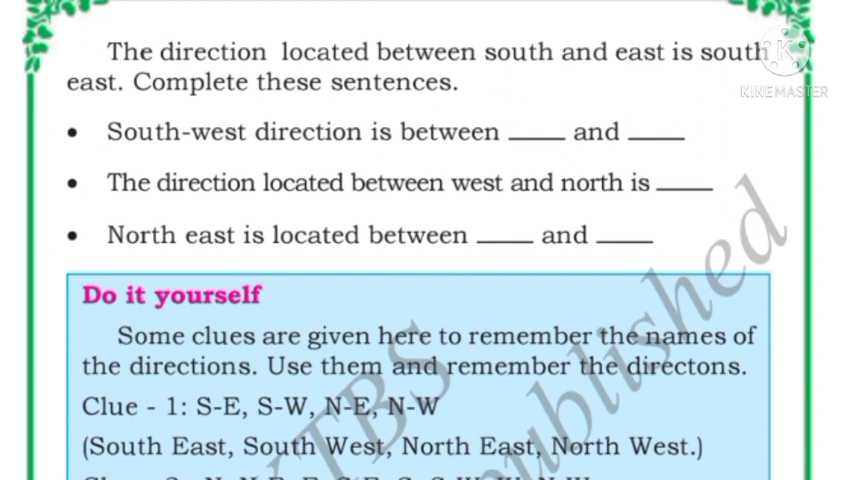 The direction located between south and east is south
east. Complete these sentences.
KINEMASTER
• South-west direction is between ____ and ____
• The direction located between west and north is ____
• North east is located between ____ and ____
Do it yourself
Some clues are given here to remember the names of
the directions. Use them and remember the directons.
Clue - 1: S-E, S-W, N-E, N-W
(South East, South West, North East, North West.)
KTBS
published